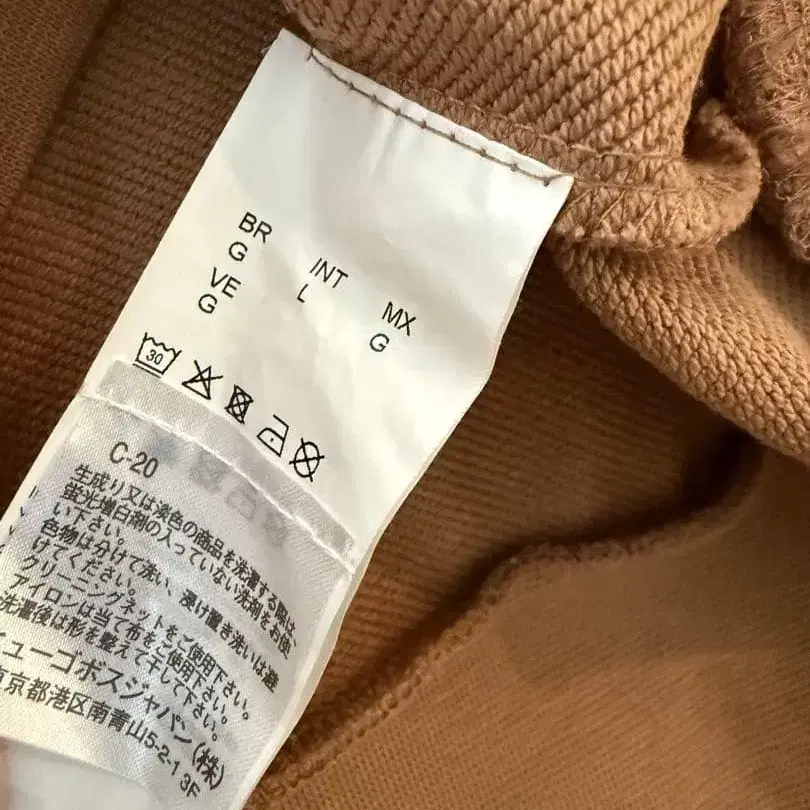 BR
G
INT
L
MX
G
VE
G
30
C-20
生成り又は淡色の商品を洗濯する際は、
蛍光増白剤の入っていない洗剤をお使
い下さい。
色物は分けて洗い、浸け置き洗いは避
けてください。
クリーニングネットをご使用下さい。
アイロンは当て布をご使用下さい。
洗濯後は形を整えて干して下さい。
ヒューゴボスジャパン(株)
東京都港区南青山5-2-1 3F